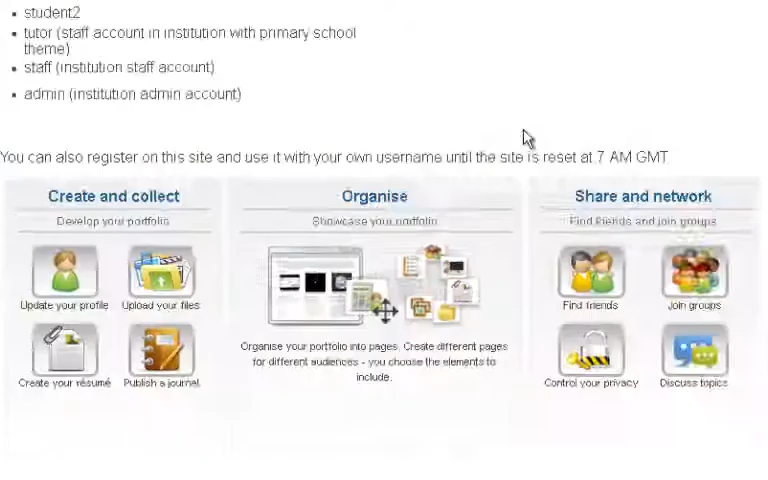 student2
tutor (staff account in institution with primary school
theme)
staff (institution staff account)
admin (institution admin account)
You can also register on this site and use it with your own username until the site is reset at 7 AM GMT
Create and collect
Develop your portfolio
Update your profile
Upload your files
Create your résumé
Publish a journal
Organise
Showcase your portfolio
Organise your portfolio into pages. Create different pages
for different audiences - you choose the elements to
include.
Share and network
Find friends and join groups
Find friends
Join groups
Control your privacy
Discuss topics